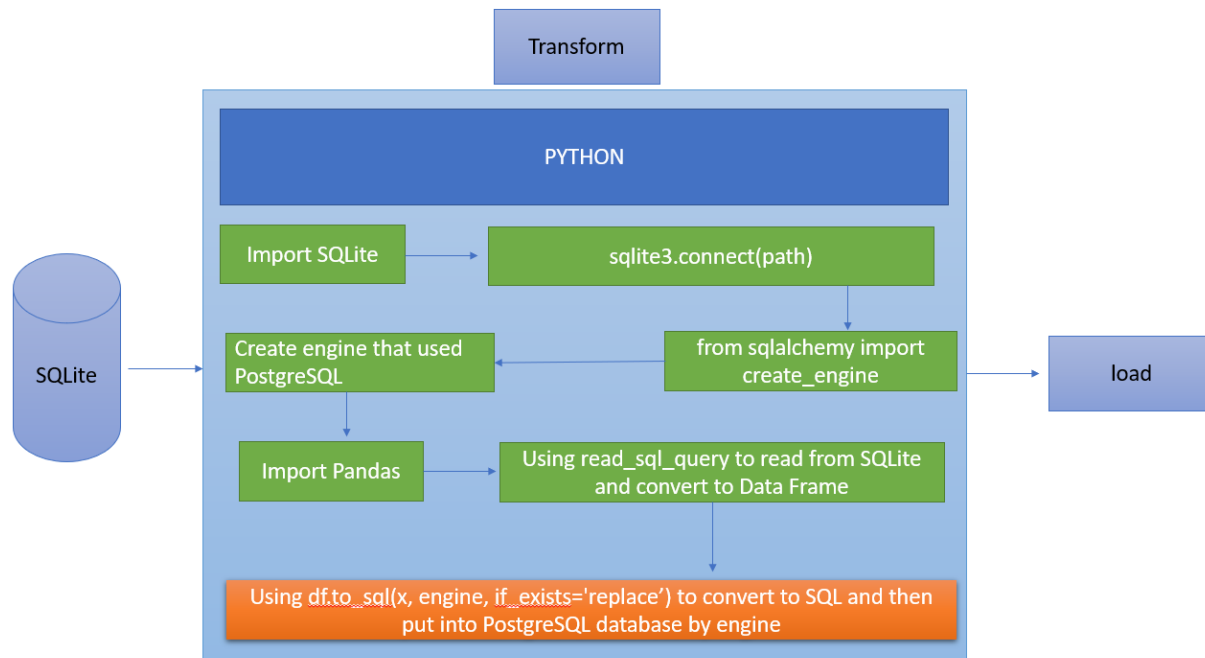 Transform
PYTHON
Import SQLite
sqlite3.connect(path)
SQLite
Create engine that used
PostgreSQL
from sqlalchemy import
create_engine
load
Import Pandas
Using read_sql_query to read from SQLite
and convert to Data Frame
Using df.to_sql(x, engine, if_exists='replace’) to convert to SQL and then
put into PostgreSQL database by engine